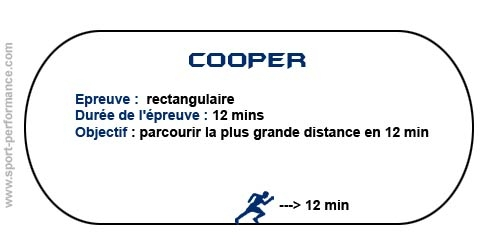 COOPER
Epreuve : rectangulaire
Durée de l'épreuve : 12 mins
Objectif : parcourir la plus grande distance en 12 min
---> 12 min
www.sport-performance.com